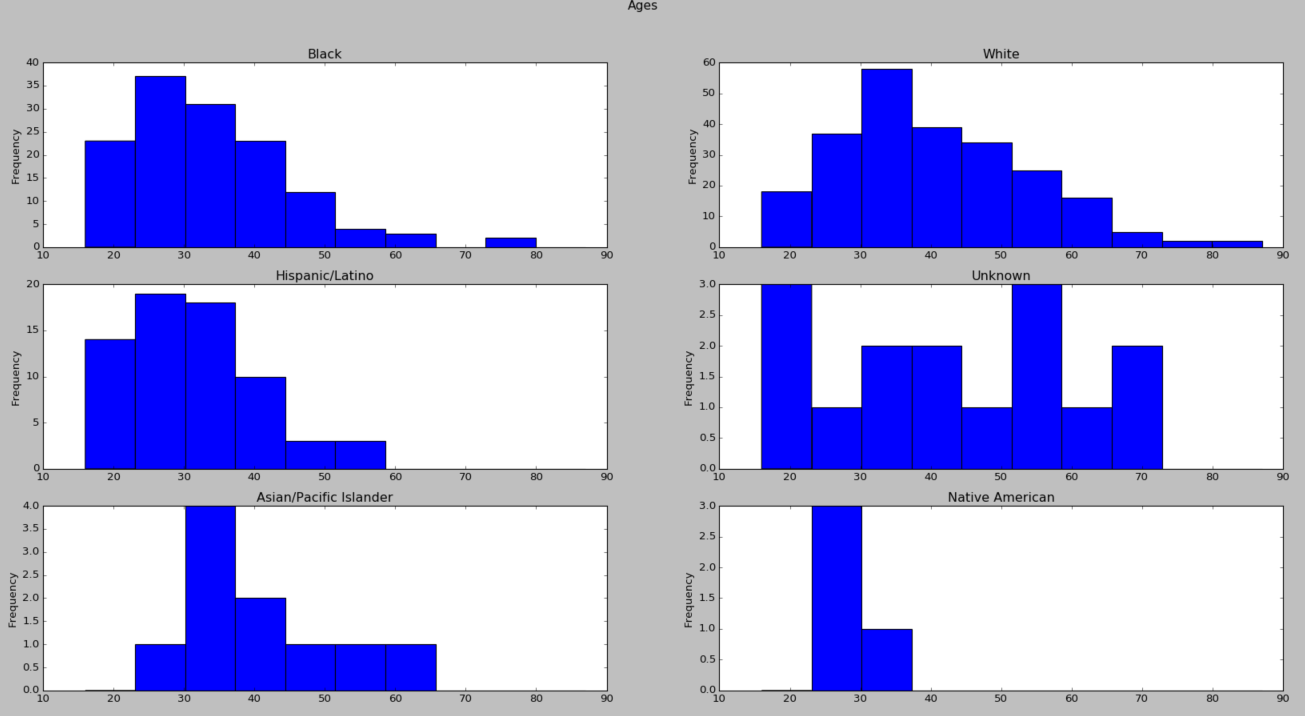 Ages
Black
40
35
30
25
20
15
10
5
0
Frequency
10 20 30 40 50 60 70 80 90
White
60
50
40
30
20
10
0
Frequency
10 20 30 40 50 60 70 80 90
Hispanic/Latino
20
15
10
5
0
Frequency
10 20 30 40 50 60 70 80 90
Unknown
3.0
2.5
2.0
1.5
1.0
0.5
0.0
Frequency
10 20 30 40 50 60 70 80 90
Asian/Pacific Islander
4.0
3.5
3.0
2.5
2.0
1.5
1.0
0.5
0.0
Frequency
10 20 30 40 50 60 70 80 90
Native American
3.0
2.5
2.0
1.5
1.0
0.5
0.0
Frequency
10 20 30 40 50 60 70 80 90